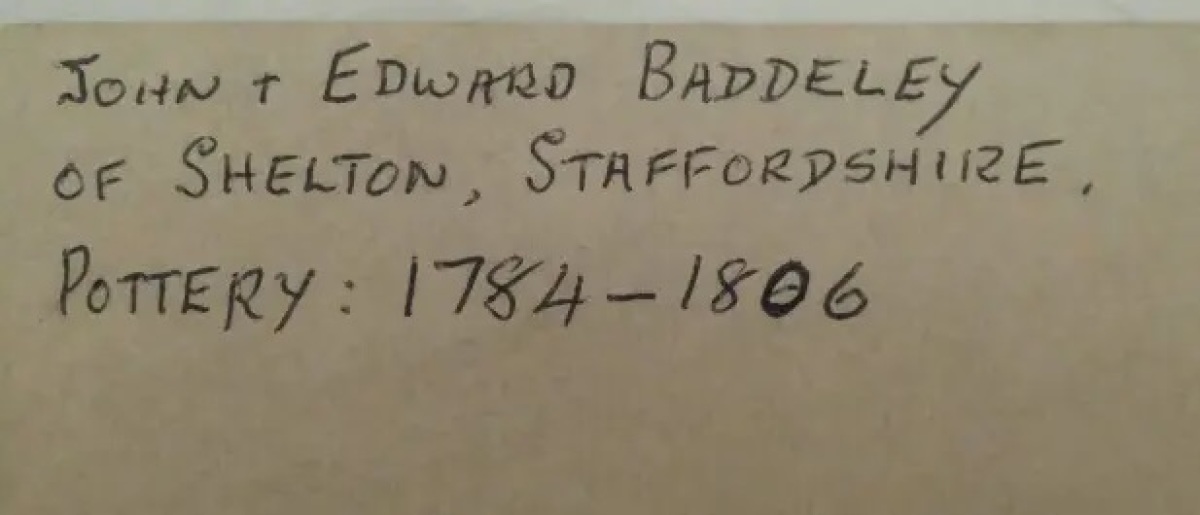 JOHN + EDWARD BADDELEY
OF SHELTON, STAFFORDSHIRE.
POTTERY: 1784-1806